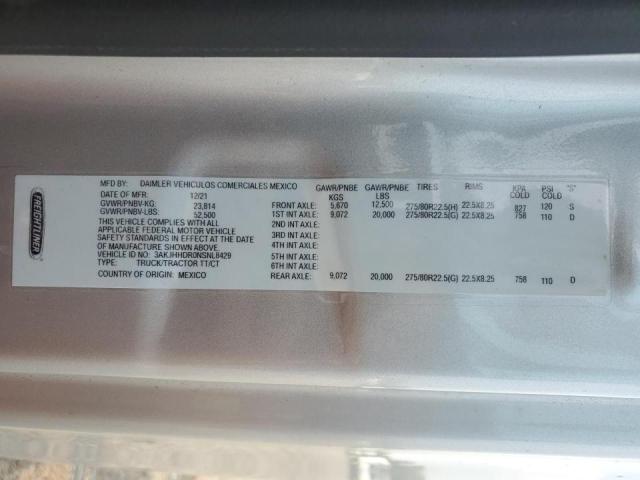 FREIGHTLINER
MFD BY: DAIMLER VEHICULOS COMERCIALES MEXICO
DATE OF MFR: 12/21
GVWR/PNBV-KG: 23,814
GVWR/PNBV-LBS: 52,500
THIS VEHICLE COMPLIES WITH ALL
APPLICABLE FEDERAL MOTOR VEHICLE
SAFETY STANDARDS IN EFFECT ON THE
DATE OF MFR SHOWN ABOVE.
VEHICLE ID NO: 3AKJHHDR0NSNL8429
TYPE: TRUCK/TRACTOR TT/CT
COUNTRY OF ORIGIN: MEXICO
GAWR/PNBE KGS GAWR/PNBE LBS TIRES RIMS KPA COLD PSI COLD "S"
FRONT AXLE: 5,670 12,500 275/80R22.5(H) 22.5X8.25 827 120 S
1ST INT AXLE: 9,072 20,000 275/80R22.5(G) 22.5X8.25 758 110 D
2ND INT AXLE:
3RD INT AXLE:
4TH INT AXLE:
5TH INT AXLE:
6TH INT AXLE:
REAR AXLE: 9,072 20,000 275/80R22.5(G) 22.5X8.25 758 110 D